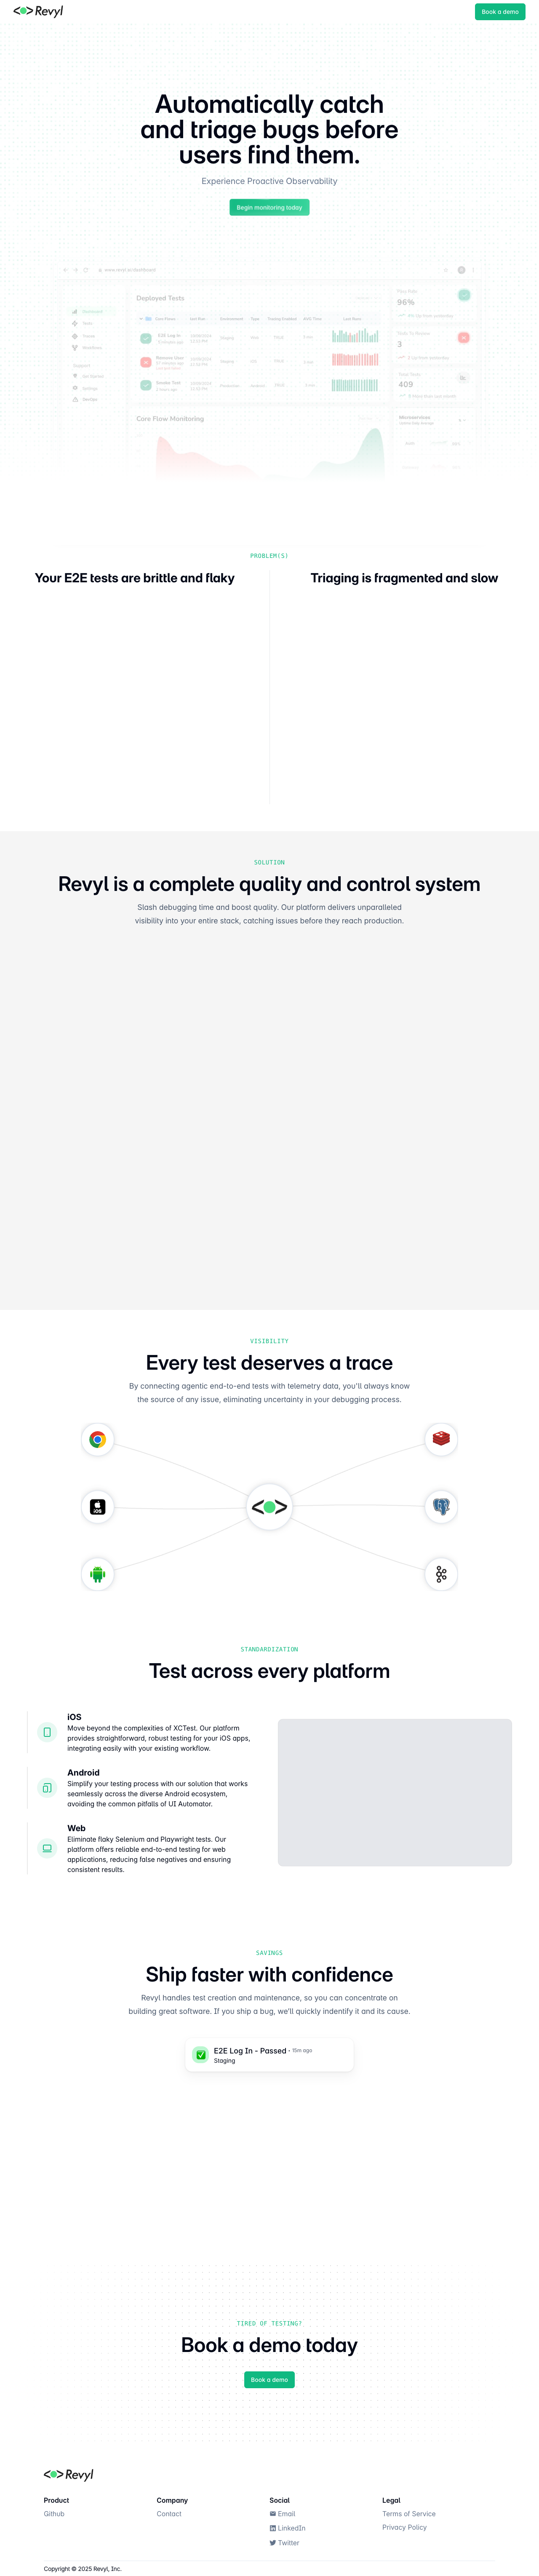 Revyl
Book a demo
Automatically catch
and triage bugs before
users find them.
Experience Proactive Observability
Begin monitoring today
Deployed Tests
Pass Rate
96%
3
409
Core Flow Monitoring
PROBLEM(S)
Your E2E tests are brittle and flaky
Triaging is fragmented and slow
SOLUTION
Revyl is a complete quality and control system
Slash debugging time and boost quality. Our platform delivers unparalleled
visibility into your entire stack, catching issues before they reach production.
VISIBILITY
Every test deserves a trace
By connecting agentic end-to-end tests with telemetry data, you'll always know
the source of any issue, eliminating uncertainty in your debugging process.
iOS
STANDARDIZATION
Test across every platform
iOS
Move beyond the complexities of XCTest. Our platform
provides straightforward, robust testing for your iOS apps,
integrating easily with your existing workflow.
Android
Simplify your testing process with our solution that works
seamlessly across the diverse Android ecosystem,
avoiding the common pitfalls of UI Automator.
Web
Eliminate flaky Selenium and Playwright tests. Our
platform offers reliable end-to-end testing for web
applications, reducing false negatives and ensuring
consistent results.
SAVINGS
Ship faster with confidence
Revyl handles test creation and maintenance, so you can concentrate on
building great software. If you ship a bug, we'll quickly indentify it and its cause.
E2E Log In - Passed · 15m ago
Staging
TIRED OF TESTING?
Book a demo today
Book a demo
Revyl
Product
Github
Company
Contact
Social
Email
LinkedIn
Twitter
Legal
Terms of Service
Privacy Policy
Copyright © 2025 Revyl, Inc.